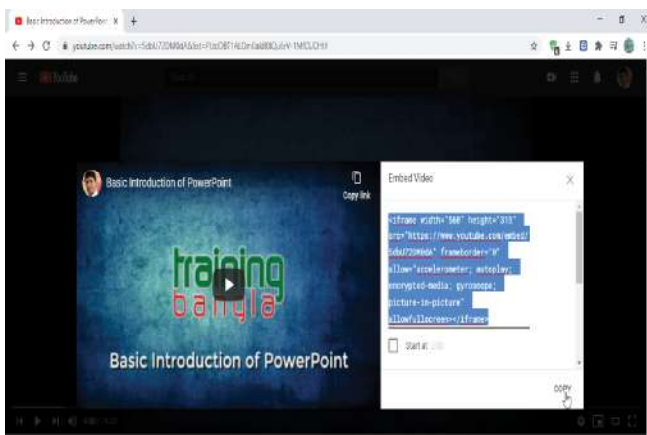 Basic Introduction of PowerPoint
YouTube
Basic Introduction of PowerPoint
Copy link
training
bangla
Basic Introduction of PowerPoint
Embed Video
<iframe width="560" height="315"
src="https://www.youtube.com/embed/
frameborder="0"
allow="accelerometer; autoplay;
encrypted-media; gyroscope;
picture-in-picture"
allowfullscreen></iframe>
Start at
COPY